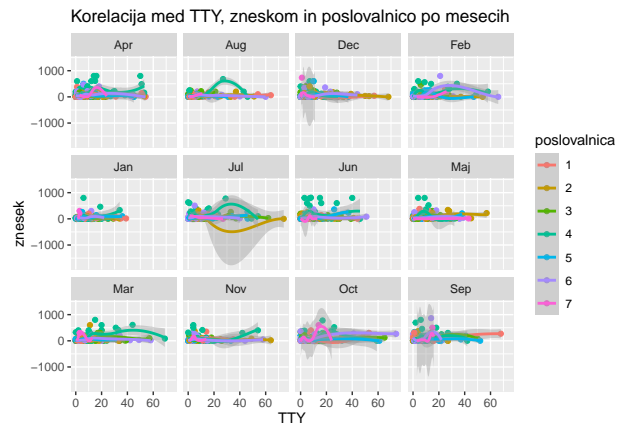 Korelacija med TTY, zneskom in poslovalnico po mesecih
Apr Aug Dec Feb
1000
0
−1000
Jan Jul Jun Maj
1000
0
−1000
Mar Nov Oct Sep
1000
0
−1000
0 20 40 60 0 20 40 60 0 20 40 60 0 20 40 60
TTY
znesek
poslovalnica
1
2
3
4
5
6
7